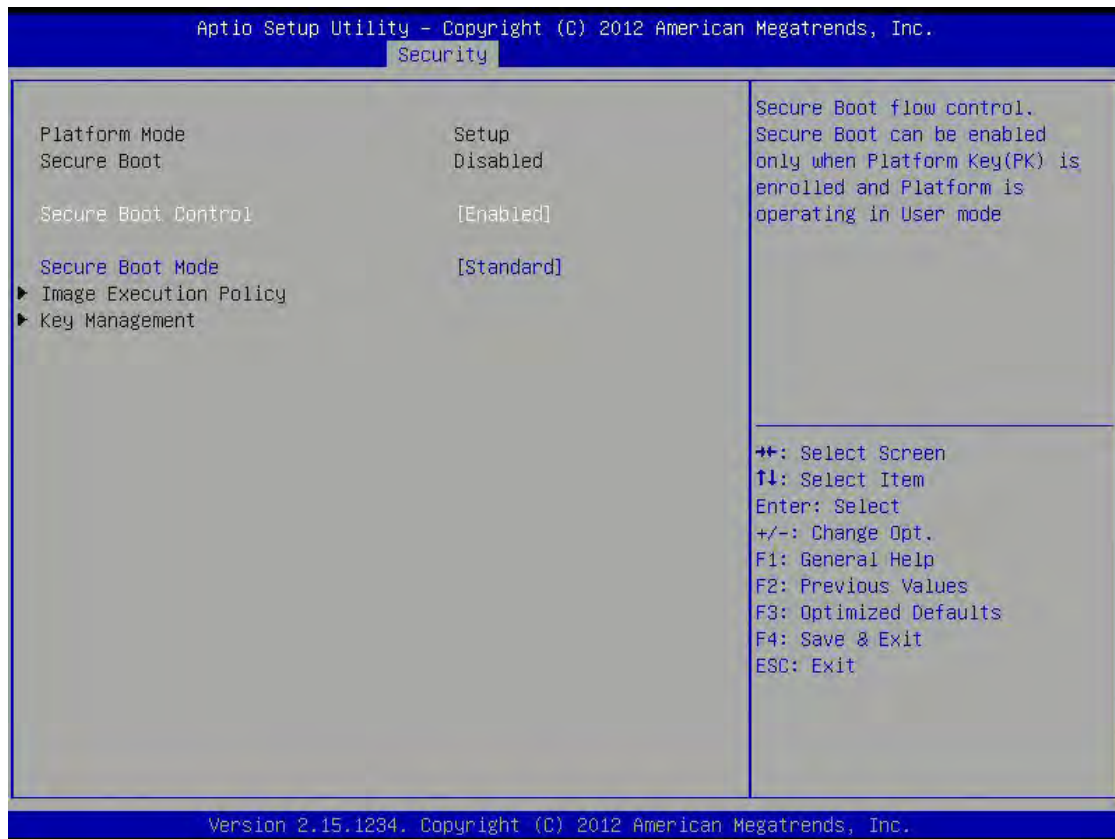 Aptio Setup Utility – Copyright (C) 2012 American Megatrends, Inc.
Security
Platform Mode Setup
Secure Boot Disabled
Secure Boot Control [Enabled]
Secure Boot Mode [Standard]
▶ Image Execution Policy
▶ Key Management
Secure Boot flow control.
Secure Boot can be enabled
only when Platform Key(PK) is
enrolled and Platform is
operating in User mode
→←: Select Screen
↑↓: Select Item
Enter: Select
+/-: Change Opt.
F1: General Help
F2: Previous Values
F3: Optimized Defaults
F4: Save & Exit
ESC: Exit
Version 2.15.1234. Copyright (C) 2012 American Megatrends, Inc.